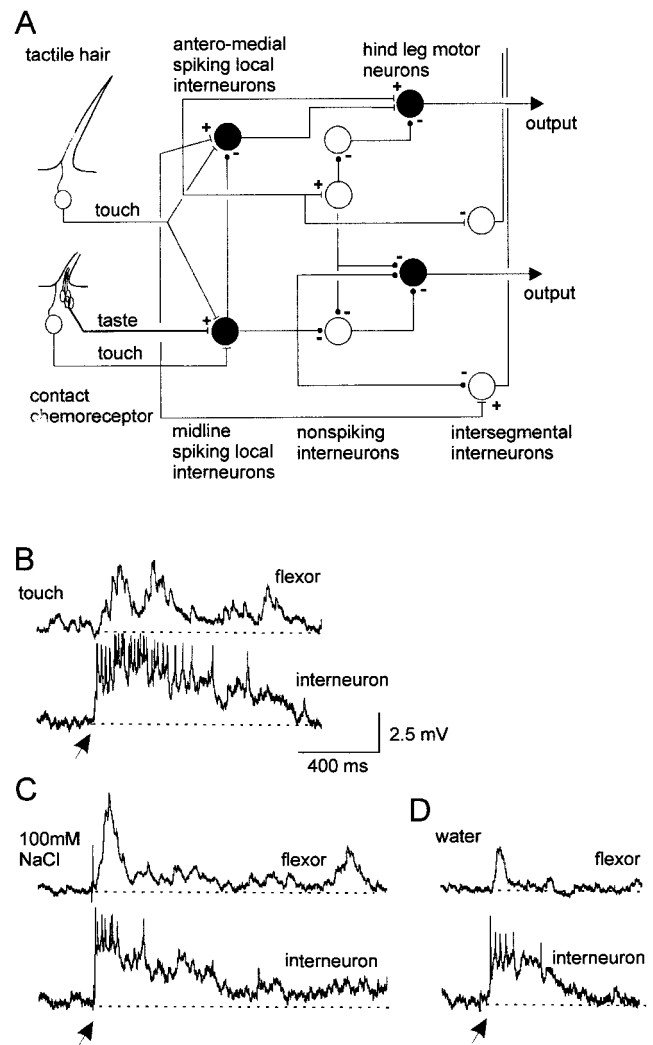 A
tactile hair
antero-medial
spiking local
interneurons
hind leg motor
neurons
+
+
-
-
output
touch
+
-
-
-
-
output
taste
+
-
-
touch
-
+
contact
chemoreceptor
midline
spiking local
interneurons
nonspiking
interneurons
intersegmental
interneurons
B
touch
flexor
interneuron
2.5 mV
400 ms
C
100mM
NaCl
flexor
interneuron
D
water
flexor
interneuron